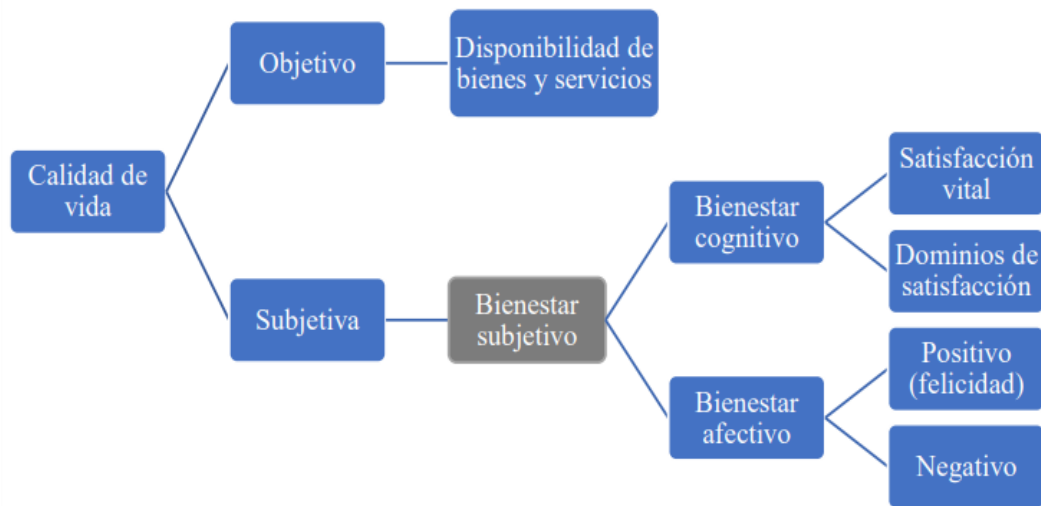 Calidad de
vida
Objetivo
Disponibilidad de
bienes y servicios
Subjetiva
Bienestar
subjetivo
Bienestar
cognitivo
Satisfacción
vital
Dominios de
satisfacción
Bienestar
afectivo
Positivo
(felicidad)
Negativo